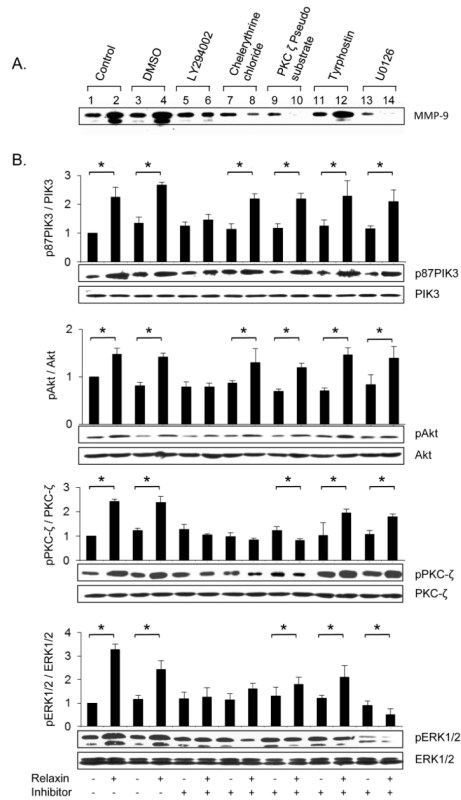 A.
Control
DMSO
LY294002
Chelerythrine chloride
PKC ζ Pseudo substrate
Tyrphostin
U0126
1 2 3 4 5 6 7 8 9 10 11 12 13 14
MMP-9
B.
p87PIK3 / PIK3
3
2
1
0
* * * * * *
p87PIK3
PIK3
pAkt / Akt
2
1
0
* * * * * *
pAkt
Akt
pPKC-ζ / PKC-ζ
3
2
1
0
* * * * *
pPKC-ζ
PKC-ζ
pERK1/2 / ERK1/2
4
3
2
1
0
* * * * *
pERK1/2
ERK1/2
Relaxin - + - + - + - + - + - + - +
Inhibitor - - - - + + + + + + + + + +